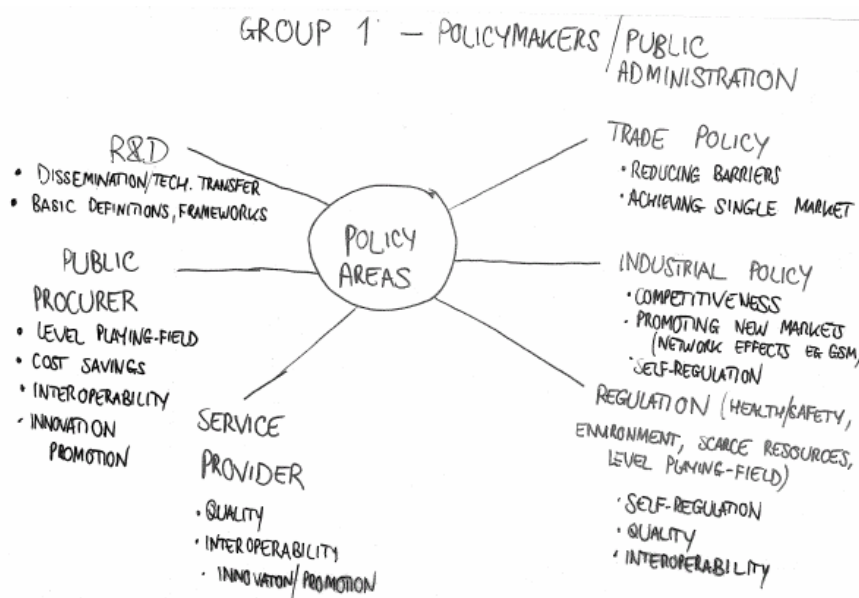 GROUP 1 – POLICYMAKERS / PUBLIC
ADMINISTRATION
R&D
• DISSEMINATION/TECH. TRANSFER
• BASIC DEFINITIONS, FRAMEWORKS
PUBLIC
PROCURER
• LEVEL PLAYING-FIELD
• COST SAVINGS
• INTEROPERABILITY
• INNOVATION
PROMOTION
POLICY
AREAS
SERVICE
PROVIDER
• QUALITY
• INTEROPERABILITY
• INNOVATON/PROMOTION
TRADE POLICY
• REDUCING BARRIERS
• ACHIEVING SINGLE MARKET
INDUSTRIAL POLICY
• COMPETITIVENESS
• PROMOTING NEW MARKETS
(NETWORK EFFECTS EG GSM,
• SELF-REGULATION
REGULATION (HEALTH/SAFETY,
ENVIRONMENT, SCARCE RESOURCES,
LEVEL PLAYING-FIELD)
• SELF-REGULATION
• QUALITY
• INTEROPERABILITY